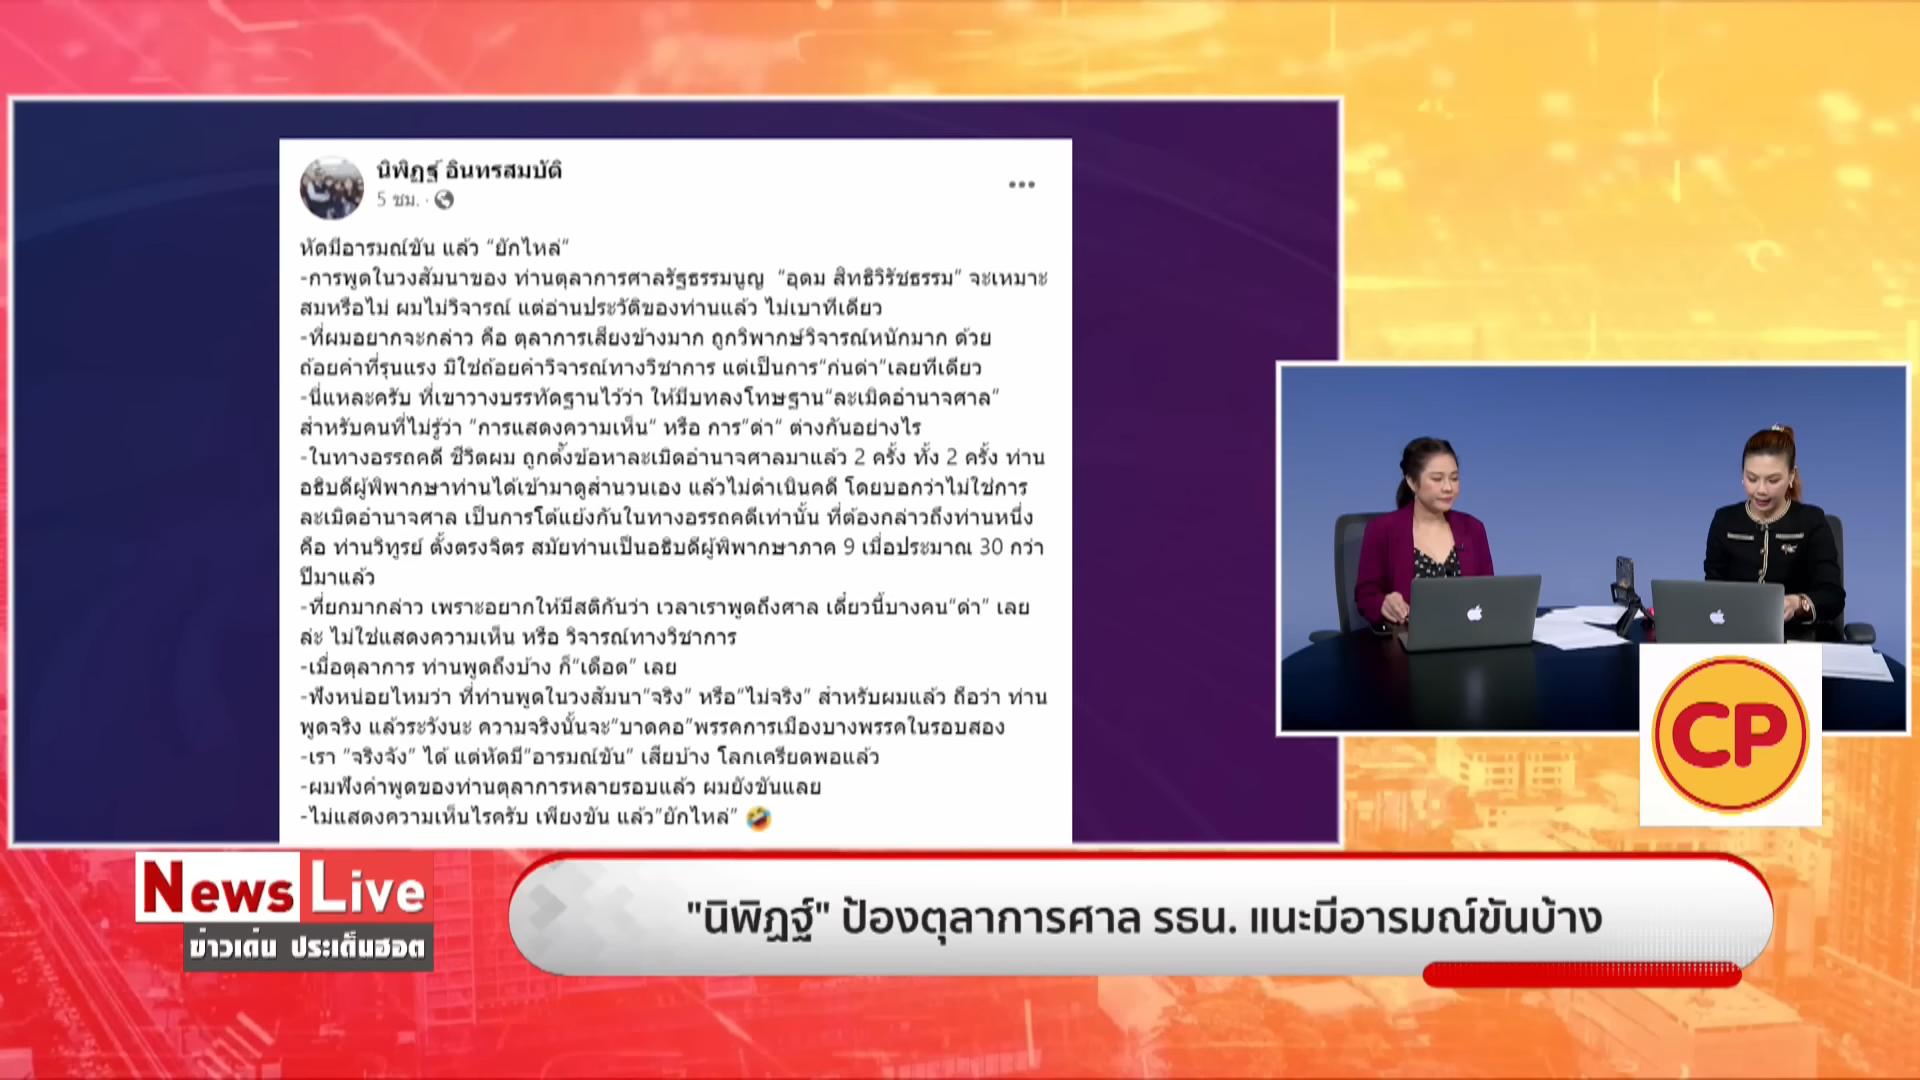 นิพิฏฐ์ อินทรสมบัติ
5 ชม. ·
หัดมีอารมณ์ขัน แล้ว “ยักไหล่”
-การพูดในวงสัมนาของ ท่านตุลาการศาลรัฐธรรมนูญ “อุดม สิทธิวิรัชธรรม” จะเหมาะ
สมหรือไม่ ผมไม่วิจารณ์ แต่อ่านประวัติของท่านแล้ว ไม่เบาทีเดียว
-ที่ผมอยากจะกล่าว คือ ตุลาการเสียงข้างมาก ถูกวิพากษ์วิจารณ์หนักมาก ด้วย
ถ้อยคำที่รุนแรง มิใช่ถ้อยคำวิจารณ์ทางวิชาการ แต่เป็นการ“ก่นด่า”เลยทีเดียว
-นี่แหละครับ ที่เขาวางบรรทัดฐานไว้ว่า ให้มีบทลงโทษฐาน“ละเมิดอำนาจศาล”
สำหรับคนที่ไม่รู้ว่า “การแสดงความเห็น“ หรือ การ”ด่า“ ต่างกันอย่างไร
-ในทางอรรถคดี ชีวิตผม ถูกตั้งข้อหาละเมิดอำนาจศาลมาแล้ว 2 ครั้ง ทั้ง 2 ครั้ง ท่าน
อธิบดีผู้พิพากษาท่านได้เข้ามาดูสำนวนเอง แล้วไม่ดำเนินคดี โดยบอกว่าไม่ใช่การ
ละเมิดอำนาจศาล เป็นการโต้แย้งกันในทางอรรถคดีเท่านั้น ที่ต้องกล่าวถึงท่านหนึ่ง
คือ ท่านวิทูรย์ ตั้งตรงจิตร สมัยท่านเป็นอธิบดีผู้พิพากษาภาค 9 เมื่อประมาณ 30 กว่า
ปีมาแล้ว
-ที่ยกมากล่าว เพราะอยากให้มีสติกันว่า เวลาเราพูดถึงศาล เดี๋ยวนี้บางคน“ด่า” เลย
ล่ะ ไม่ใช่แสดงความเห็น หรือ วิจารณ์ทางวิชาการ
-เมื่อตุลาการ ท่านพูดถึงบ้าง ก็“เดือด” เลย
-ฟังหน่อยไหมว่า ที่ท่านพูดในวงสัมนา“จริง” หรือ“ไม่จริง” สำหรับผมแล้ว ถือว่า ท่าน
พูดจริง แล้วระวังนะ ความจริงนั้นจะ“บาดคอ”พรรคการเมืองบางพรรคในรอบสอง
-เรา “จริงจัง” ได้ แต่หัดมี“อารมณ์ขัน” เสียบ้าง โลกเครียดพอแล้ว
-ผมฟังคำพูดของท่านตุลาการหลายรอบแล้ว ผมยังขันแลย
-ไม่แสดงความเห็นไรครับ เพียงขัน แล้ว”ยักไหล่” 🤣
CP
News Live
ข่าวเด่น ประเด็นฮอต
"นิพิฏฐ์" ป้องตุลาการศาล รธน. แนะมีอารมณ์ขันบ้าง